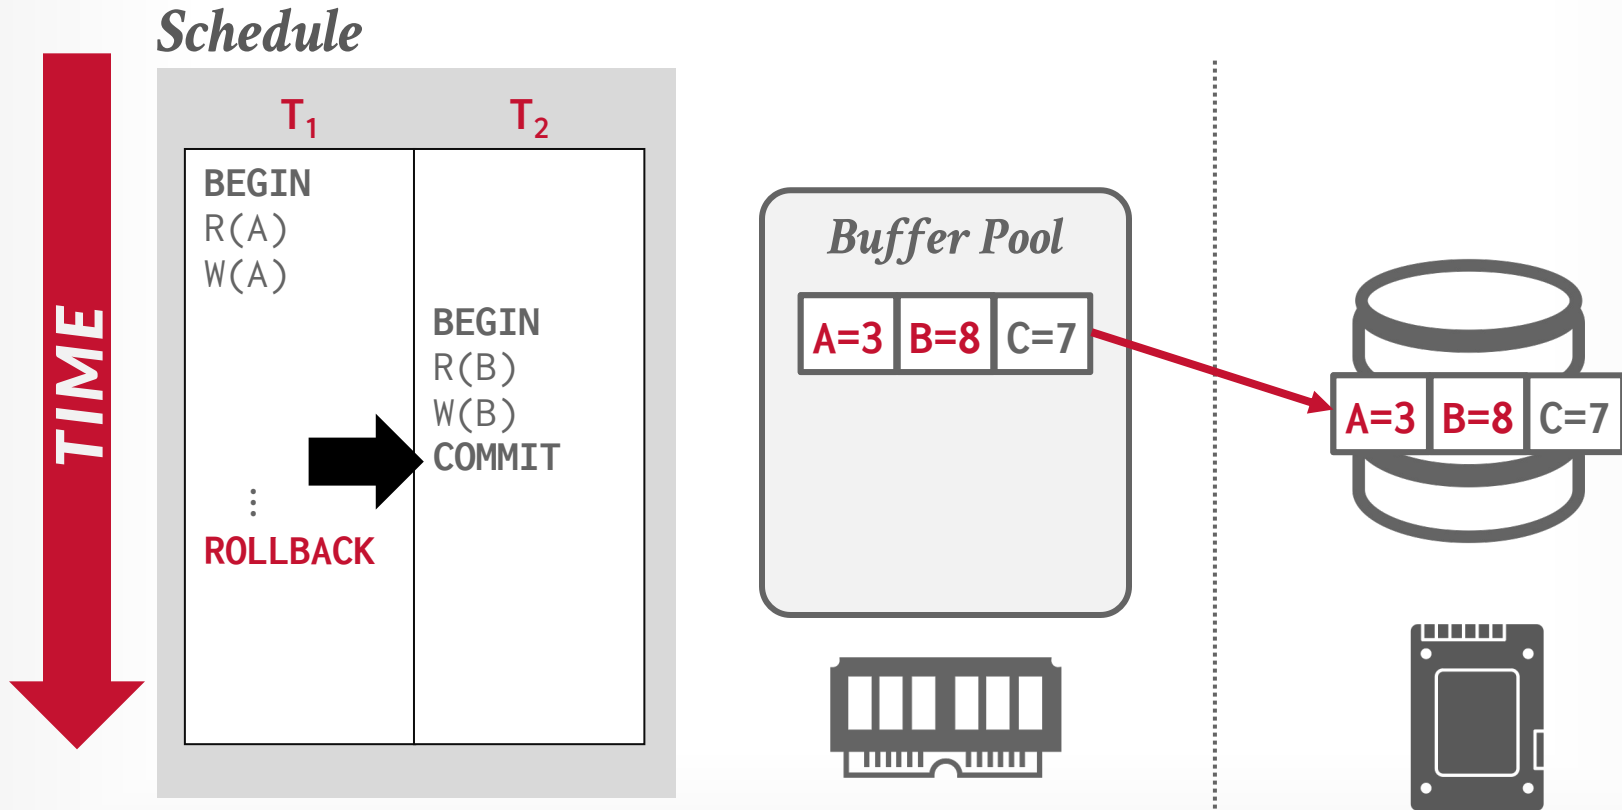 Schedule
TIME
T₁ T₂
BEGIN
R(A)
W(A)
BEGIN
R(B)
W(B)
COMMIT
⋮
ROLLBACK
Buffer Pool
A=3 B=8 C=7
A=3 B=8 C=7